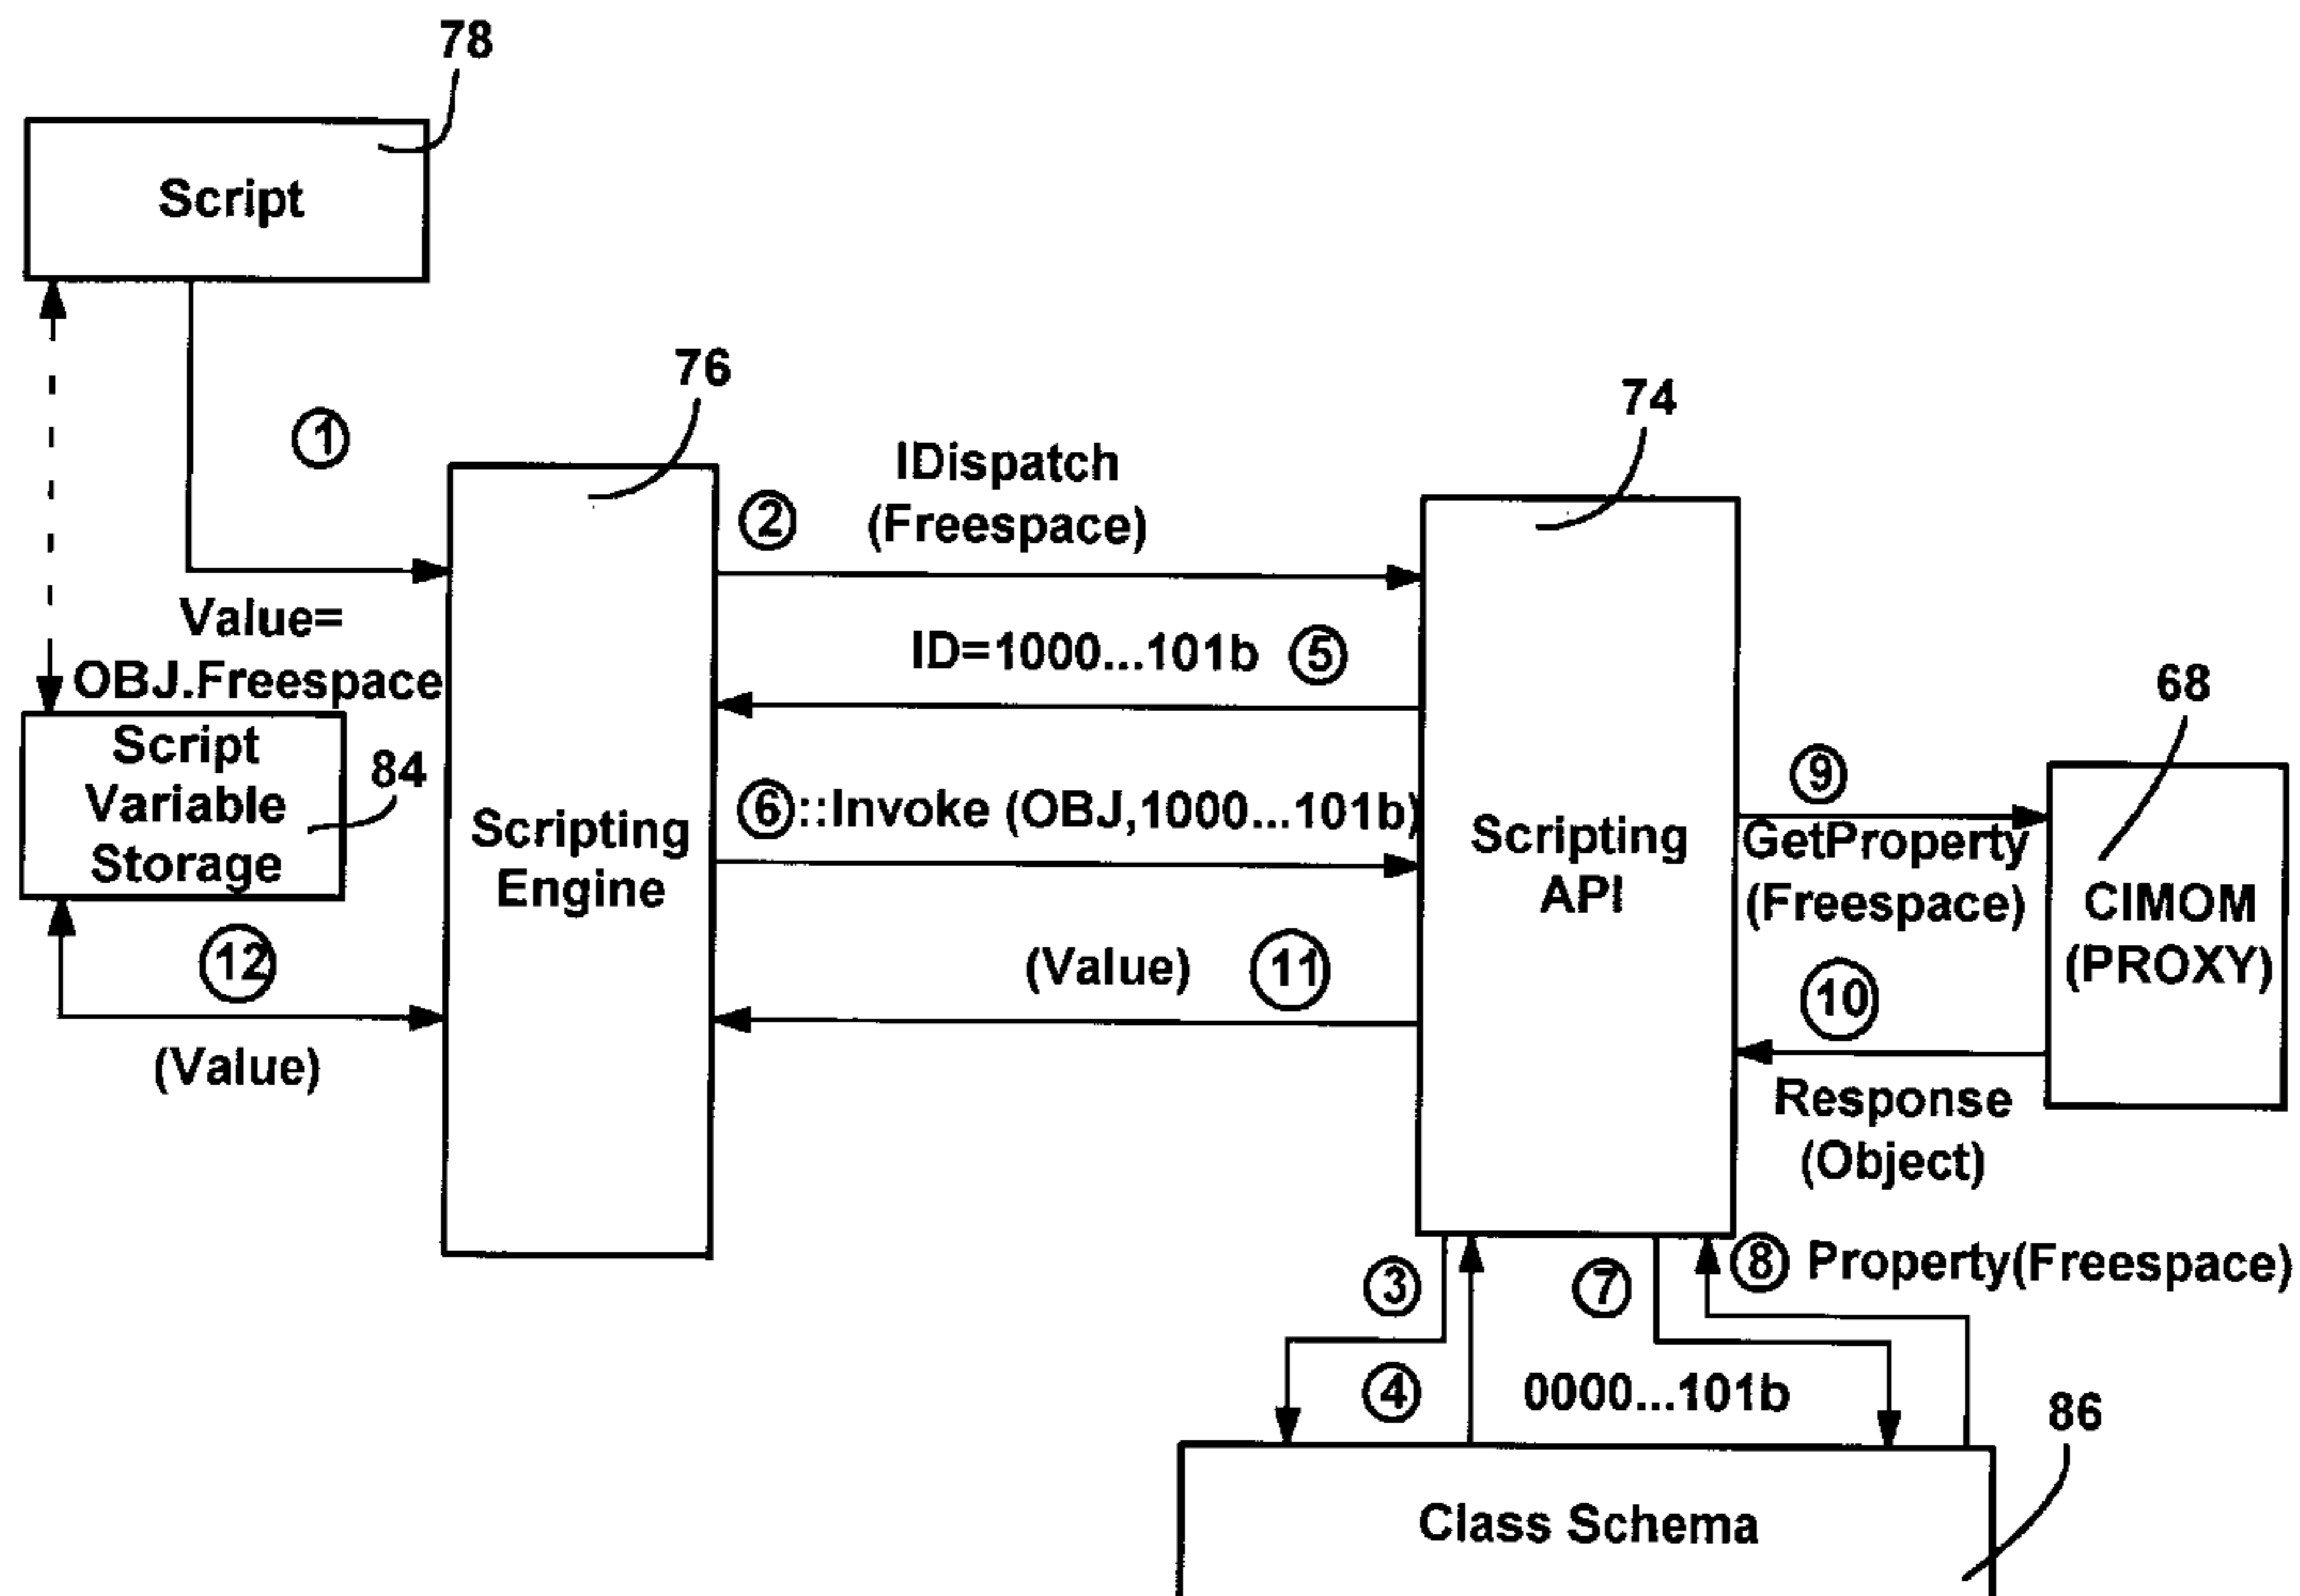 78
Script
①
76
74
IDispatch
(Freespace)
②
Value=
OBJ.Freespace
ID=1000...101b ⑤
68
Script
Variable
Storage
84
⑥::Invoke (OBJ,1000...101b)
Scripting
Engine
Scripting
API
⑨
GetProperty
(Freespace)
CIMOM
(PROXY)
⑫
(Value) ⑪
⑩
(Value)
Response
(Object)
③
⑦
⑧ Property(Freespace)
④
0000...101b
86
Class Schema